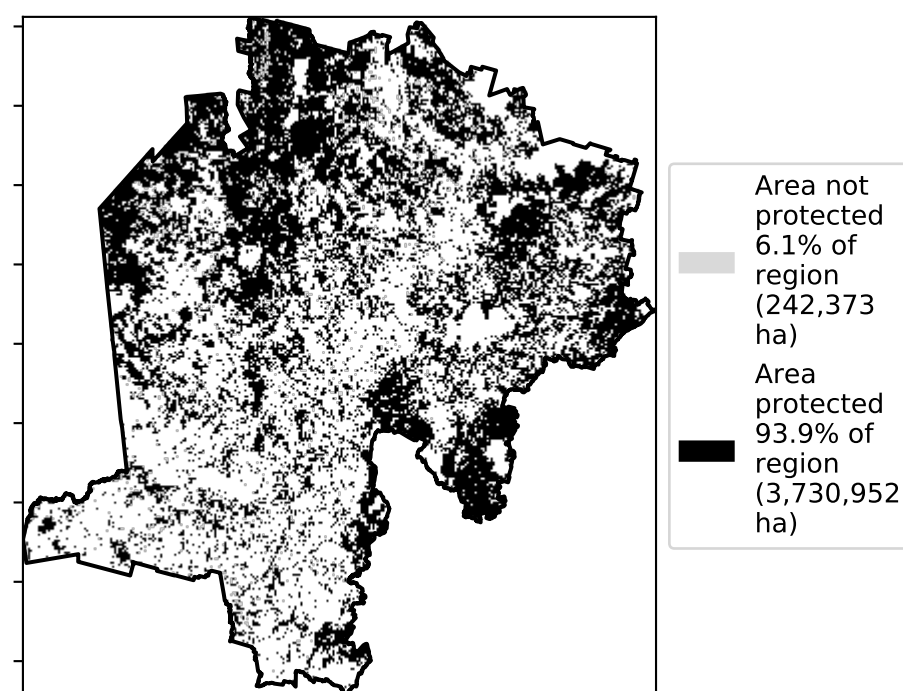 Area not
protected
6.1% of
region
(242,373
ha)
Area
protected
93.9% of
region
(3,730,952
ha)